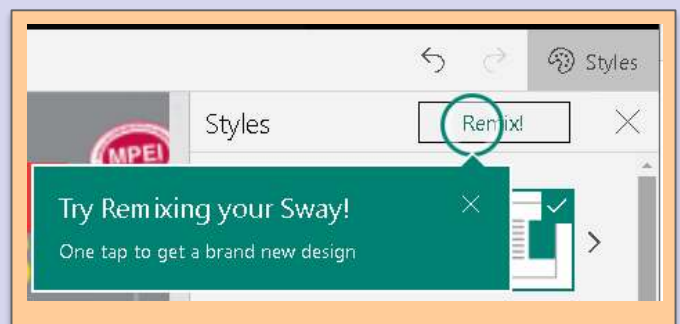 Styles
Styles
Remix!
MPEI
Try Remixing your Sway!
One tap to get a brand new design